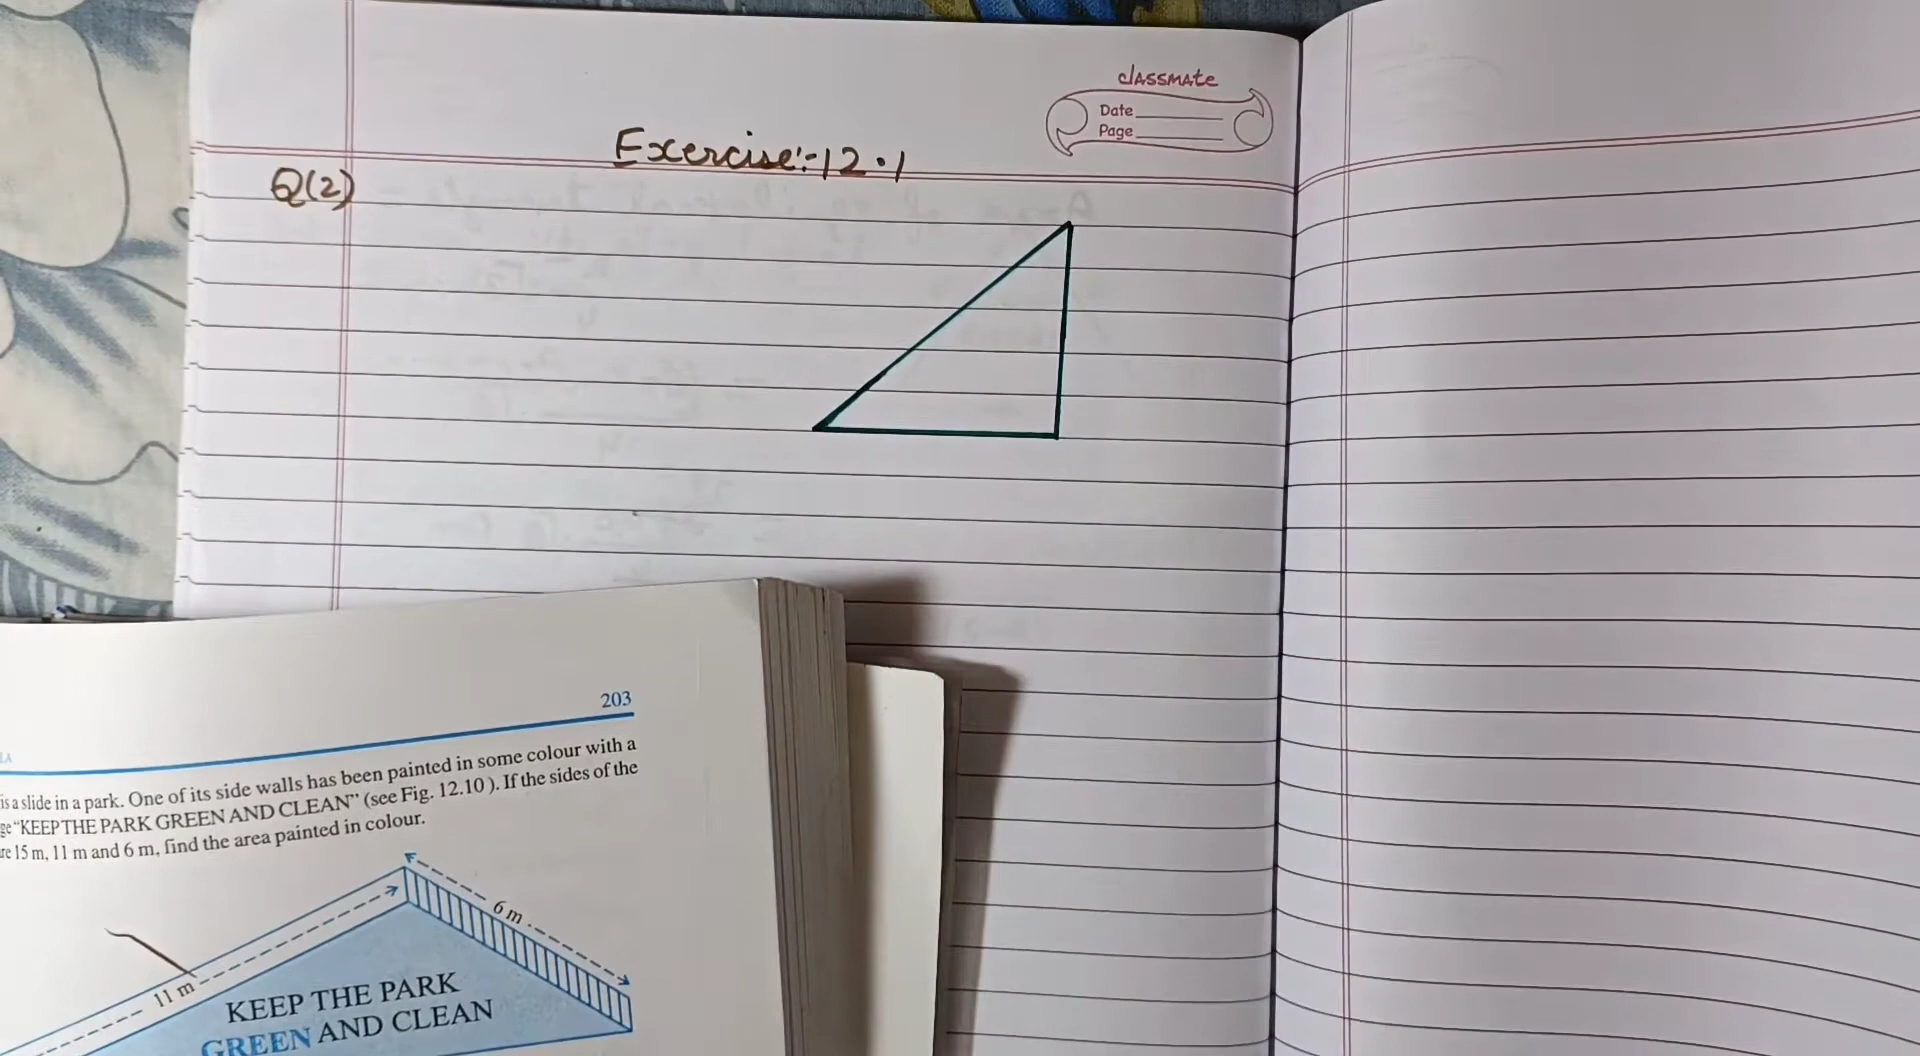 classmate
Date
Page
Exercise:-12.1
Q(2)
203
LA
is a slide in a park. One of its side walls has been painted in some colour with a
ge “KEEP THE PARK GREEN AND CLEAN” (see Fig. 12.10 ). If the sides of the
re 15 m, 11 m and 6 m, find the area painted in colour.
6 m
11 m
KEEP THE PARK
GREEN AND CLEAN